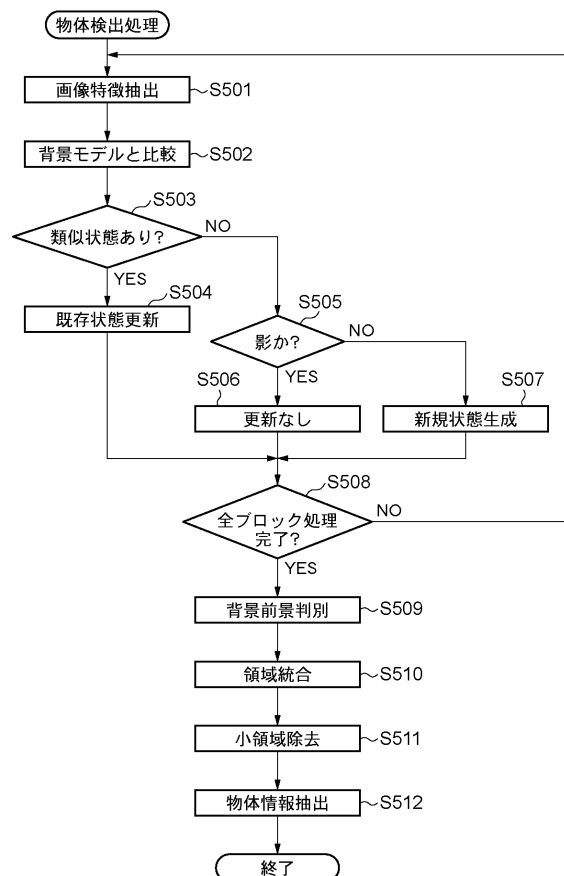 物体検出処理
画像特徴抽出
S501
背景モデルと比較
S502
S503
類似状態あり?
NO
YES
S504
既存状態更新
S505
影か?
NO
YES
S506
更新なし
S507
新規状態生成
S508
全ブロック処理
完了?
NO
YES
背景前景判別
S509
領域統合
S510
小領域除去
S511
物体情報抽出
S512
終了